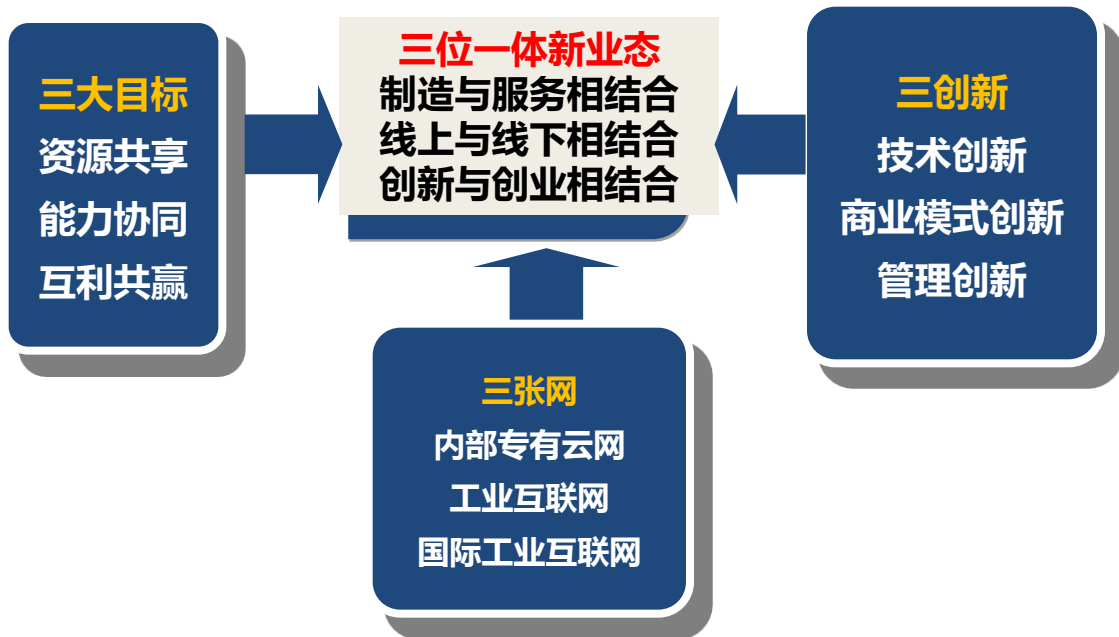 三大目标
资源共享
能力协同
互利共赢
三位一体新业态
制造与服务相结合
线上与线下相结合
创新与创业相结合
三创新
技术创新
商业模式创新
管理创新
三张网
内部专有云网
工业互联网
国际工业互联网